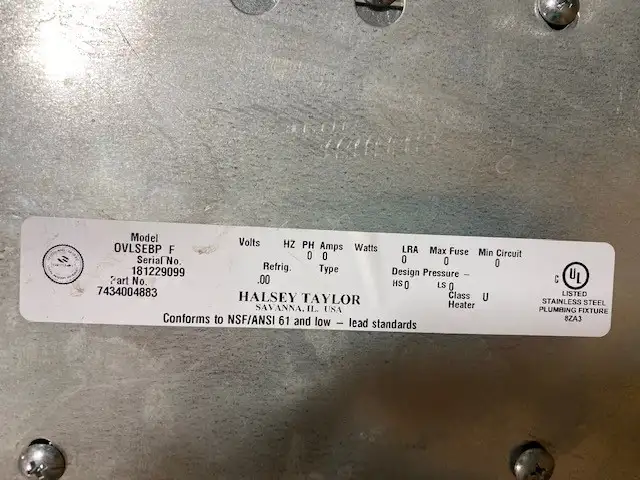 Model
OVLSEBP F
Serial No.
181229099
Part No.
7434004883
Volts HZ PH Amps Watts LRA Max Fuse Min Circuit
0 0 0 0 0
Refrig. Type Design Pressure –
.00 HS 0 LS 0
Class U
Heater
HALSEY TAYLOR
SAVANNA, IL. USA
Conforms to NSF/ANSI 61 and low – lead standards
C UL
LISTED
STAINLESS STEEL
PLUMBING FIXTURE
8ZA3